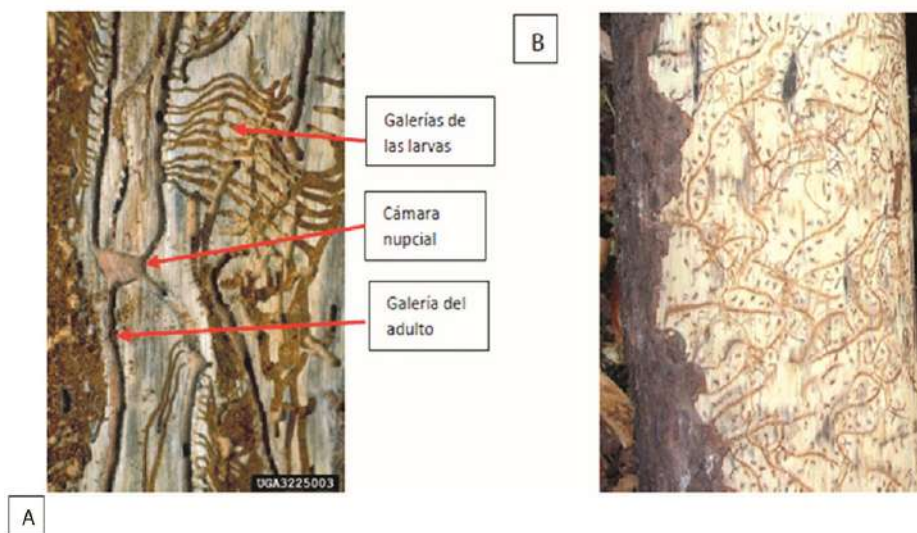 B
Galerías de
las larvas
Cámara
nupcial
Galería del
adulto
UGA3225003
A